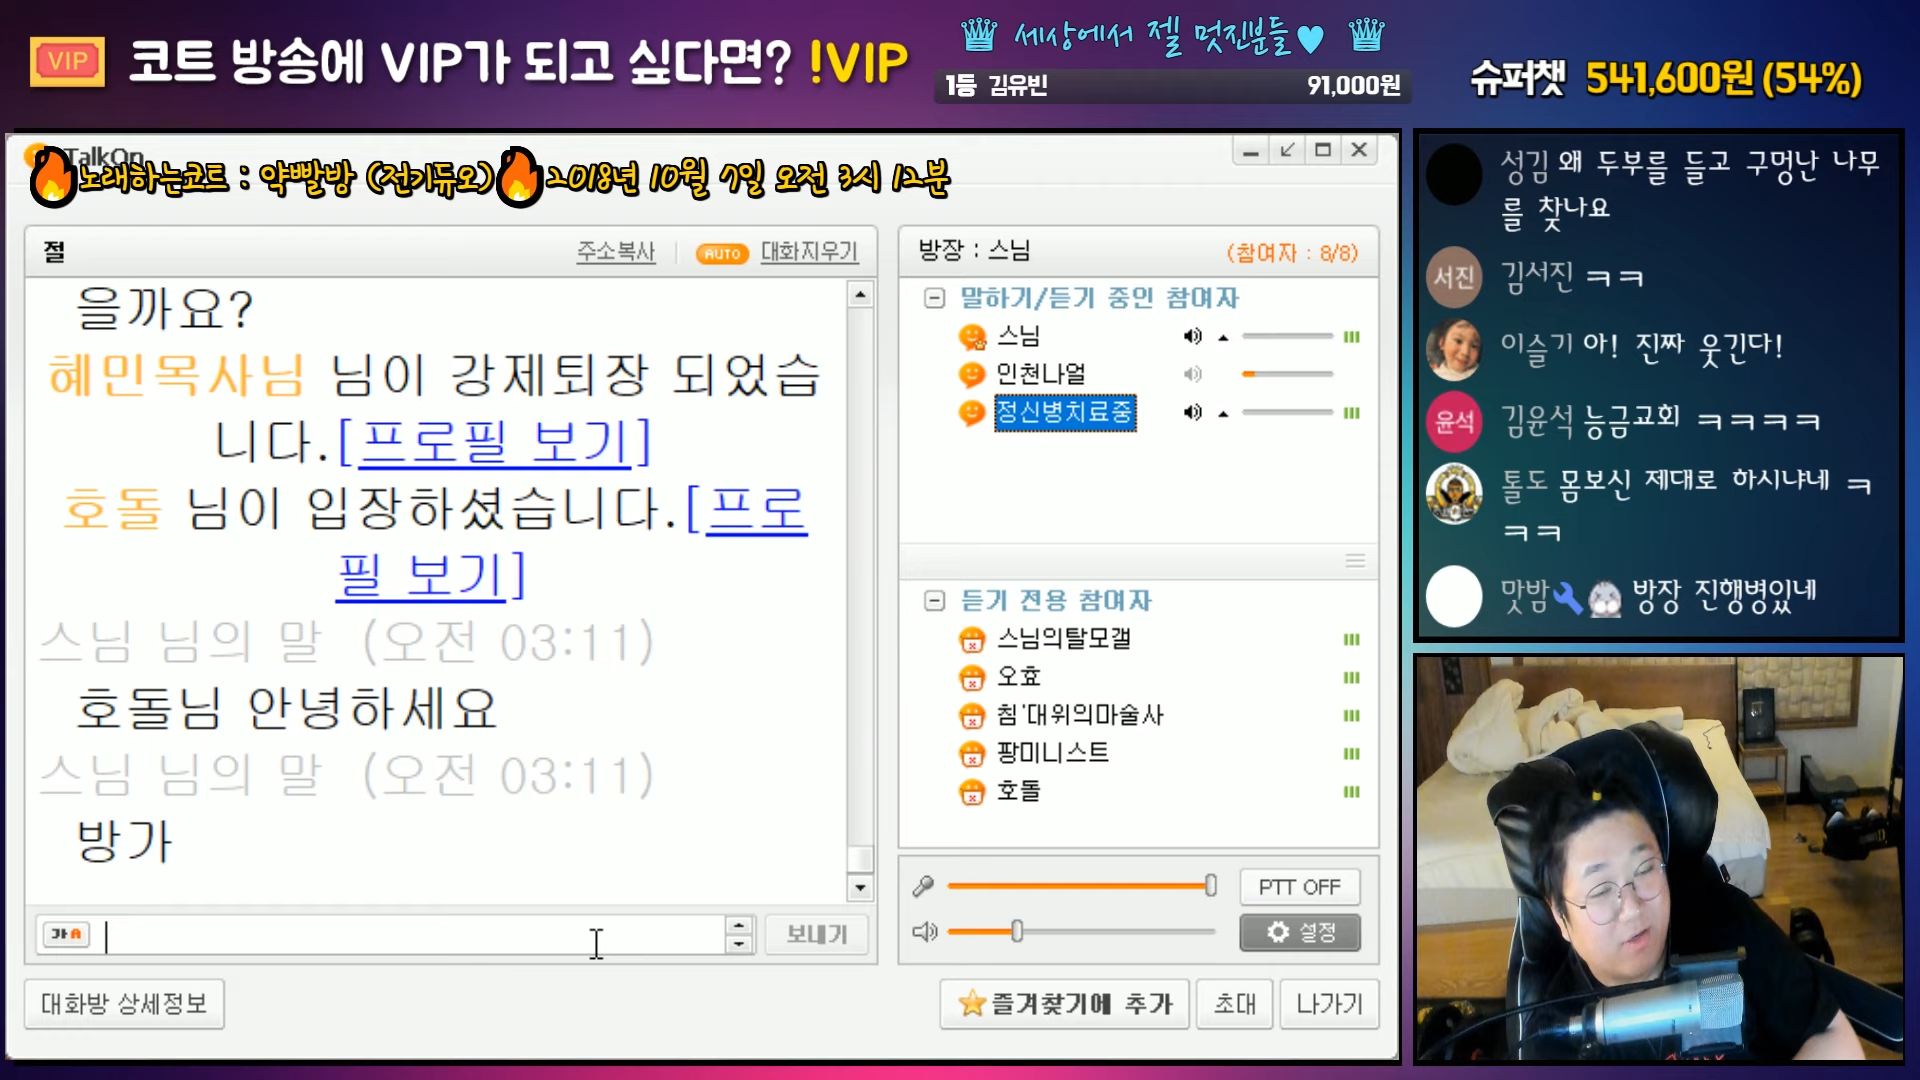 VIP 코트 방송에 VIP가 되고 싶다면? !VIP
세상에서 젤 멋진분들♥
1등 김유빈 91,000원
슈퍼챗 541,600원 (54%)
TalkOn
노래하는코트 : 약빨방 (전기듀오) 2018년 10월 7일 오전 3시 12분
절 주소복사 AUTO 대화지우기
을까요?
혜민목사님 님이 강제퇴장 되었습
니다.[프로필 보기]
호돌 님이 입장하셨습니다.[프로
필 보기]
스님 님의 말 (오전 03:11)
호돌님 안녕하세요
스님 님의 말 (오전 03:11)
방가
가A 보내기
대화방 상세정보
방장 : 스님 (참여자 : 8/8)
말하기/듣기 중인 참여자
스님
인천나얼
정신병치료중
듣기 전용 참여자
스님의탈모갤
오효
침'대위의마술사
팡미니스트
호돌
PTT OFF
설정
즐겨찾기에 추가 초대 나가기
성김 왜 두부를 들고 구멍난 나무
를 찾나요
서진 김서진 ㅋㅋ
이슬기 아! 진짜 웃긴다!
윤석 김윤석 능금교회 ㅋㅋㅋㅋ
톨도 몸보신 제대로 하시냐네 ㅋ
ㅋㅋ
맛밤 방장 진행병있네